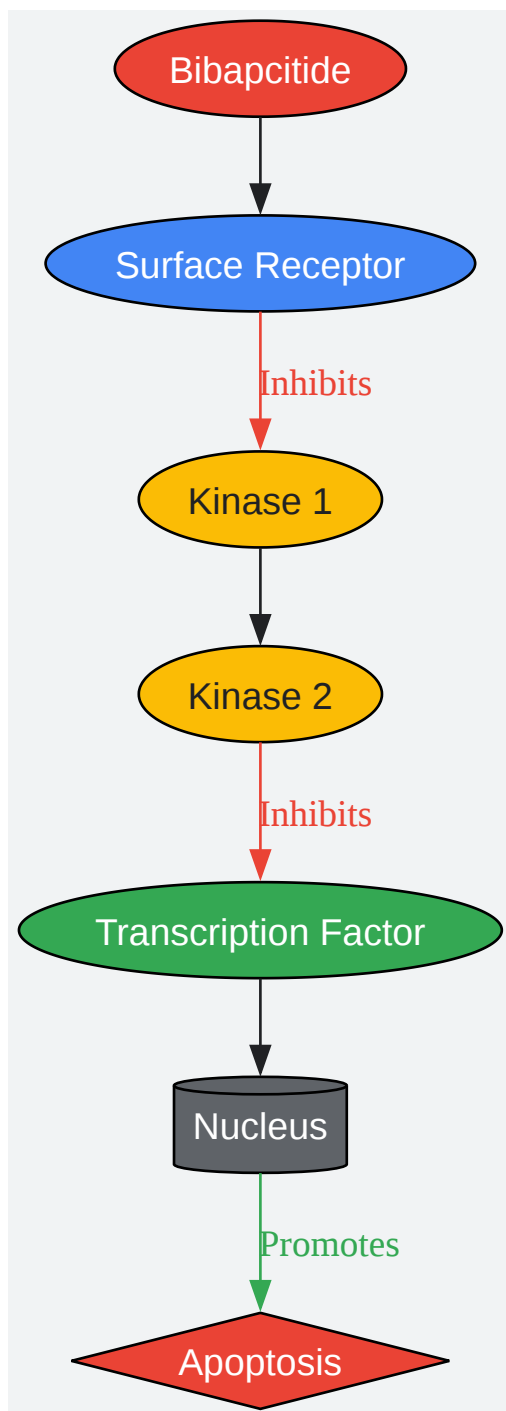 Bibapcitide
Surface Receptor
Inhibits
Kinase 1
Kinase 2
Inhibits
Transcription Factor
Nucleus
Promotes
Apoptosis